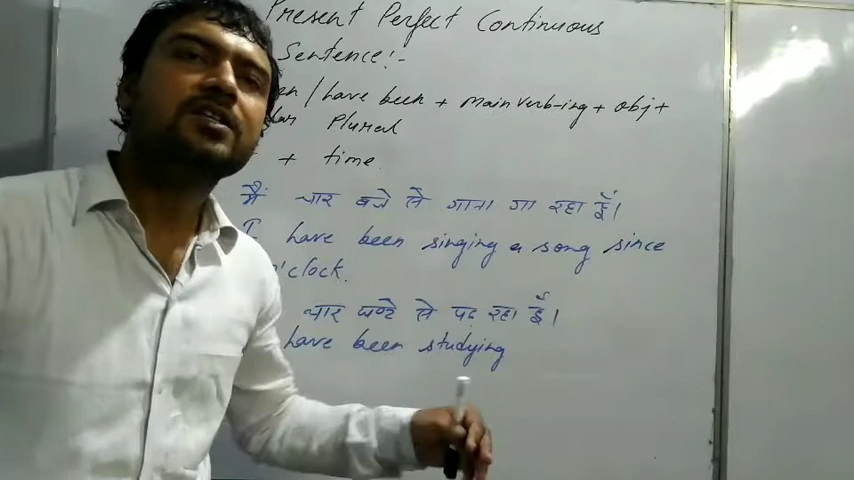 Present Perfect Continuous
Sentence:-
/have been + main verb-ing + obj +
Plural
+ time
मैं चार बजे से गाना गा रहा हूँ।
I have been singing a song since
o'clock.
चार घण्टे से पढ़ रहा हूँ।
have been studying